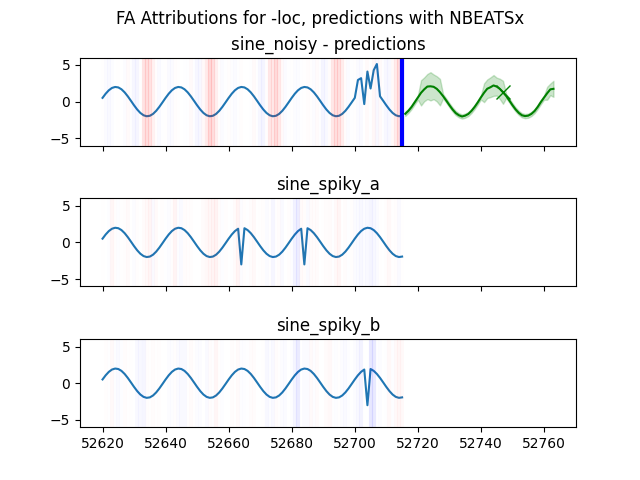 FA Attributions for -loc, predictions with NBEATSx
sine_noisy - predictions
5
0
−5
sine_spiky_a
5
0
−5
sine_spiky_b
5
0
−5
52620 52640 52660 52680 52700 52720 52740 52760